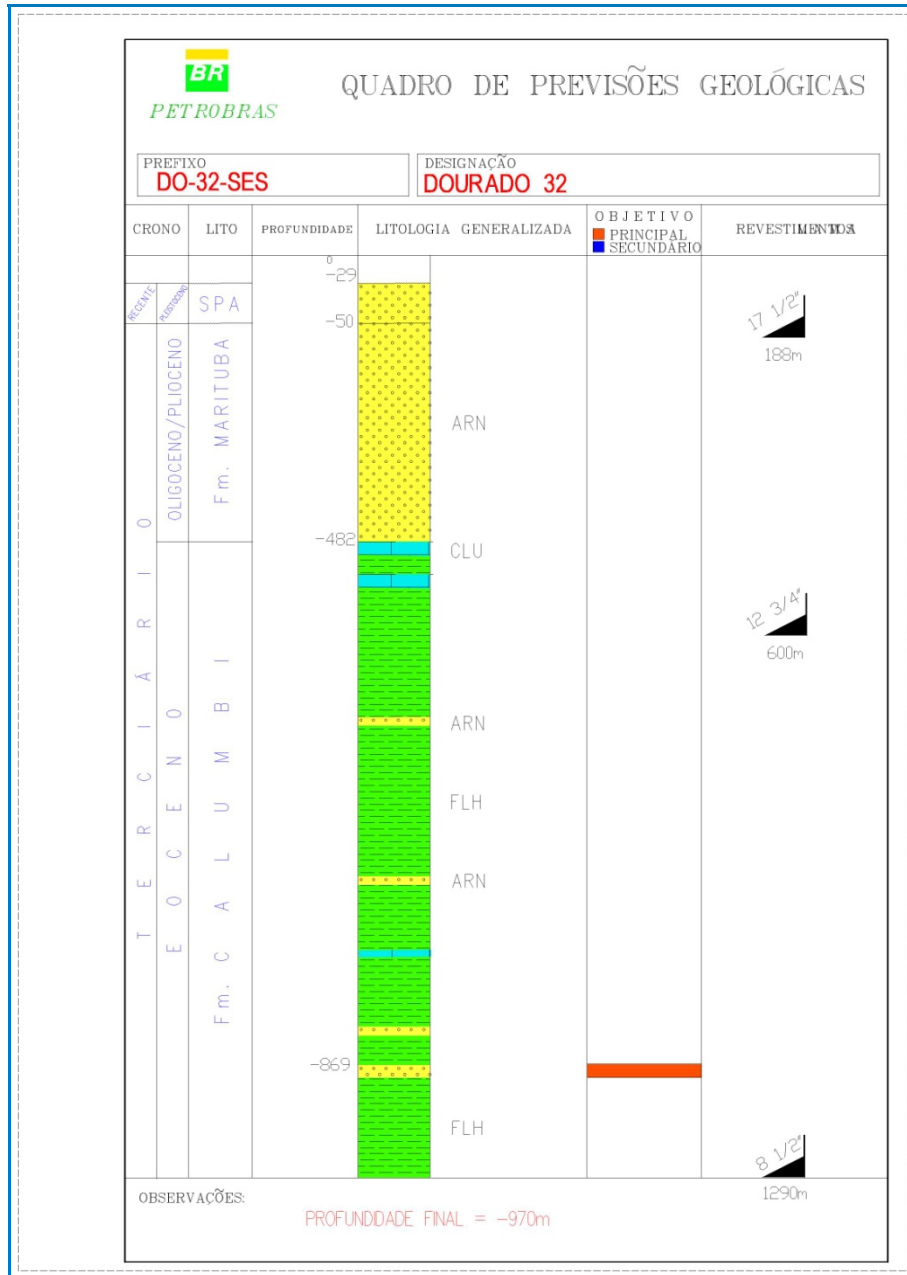 BR
PETROBRAS
QUADRO DE PREVISÕES GEOLÓGICAS
PREFIXO
DO-32-SES
DESIGNAÇÃO
DOURADO 32
CRONO
LITO
PROFUNDIDADE
LITOLOGIA GENERALIZADA
OBJETIVO
PRINCIPAL
SECUNDÁRIO
0
-29
RECENTE
PLEISTOCENO
SPA
-50
17 1/2"
188m
OLIGOCENO/PLIOCENO
Fm. MARITUBA
ARN
-482
CLU
12 3/4"
600m
TERCIÁRIO
EOCENO
Fm. CALUMBI
ARN
FLH
ARN
-869
FLH
8 1/2"
1290m
OBSERVAÇÕES:
PROFUNDIDADE FINAL = -970m